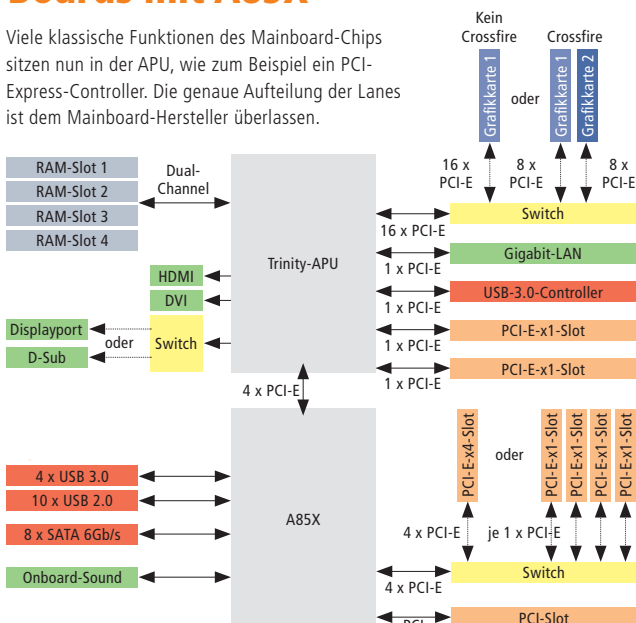 Boards mit A85X
Viele klassische Funktionen des Mainboard-Chips
sitzen nun in der APU, wie zum Beispiel ein PCI-
Express-Controller. Die genaue Aufteilung der Lanes
ist dem Mainboard-Hersteller überlassen.
Kein
Crossfire
Crossfire
Grafikkarte 1
oder
Grafikkarte 1
Grafikkarte 2
16 x
PCI-E
8 x
PCI-E
8 x
PCI-E
RAM-Slot 1
RAM-Slot 2
RAM-Slot 3
RAM-Slot 4
Dual-
Channel
Trinity-APU
16 x PCI-E
Switch
1 x PCI-E
Gigabit-LAN
1 x PCI-E
USB-3.0-Controller
1 x PCI-E
PCI-E-x1-Slot
1 x PCI-E
PCI-E-x1-Slot
HDMI
DVI
Displayport
oder
D-Sub
Switch
4 x PCI-E
A85X
4 x USB 3.0
10 x USB 2.0
8 x SATA 6Gb/s
Onboard-Sound
PCI-E-x4-Slot
oder
PCI-E-x1-Slot
PCI-E-x1-Slot
PCI-E-x1-Slot
PCI-E-x1-Slot
4 x PCI-E
je 1 x PCI-E
4 x PCI-E
Switch
PCI
PCI-Slot